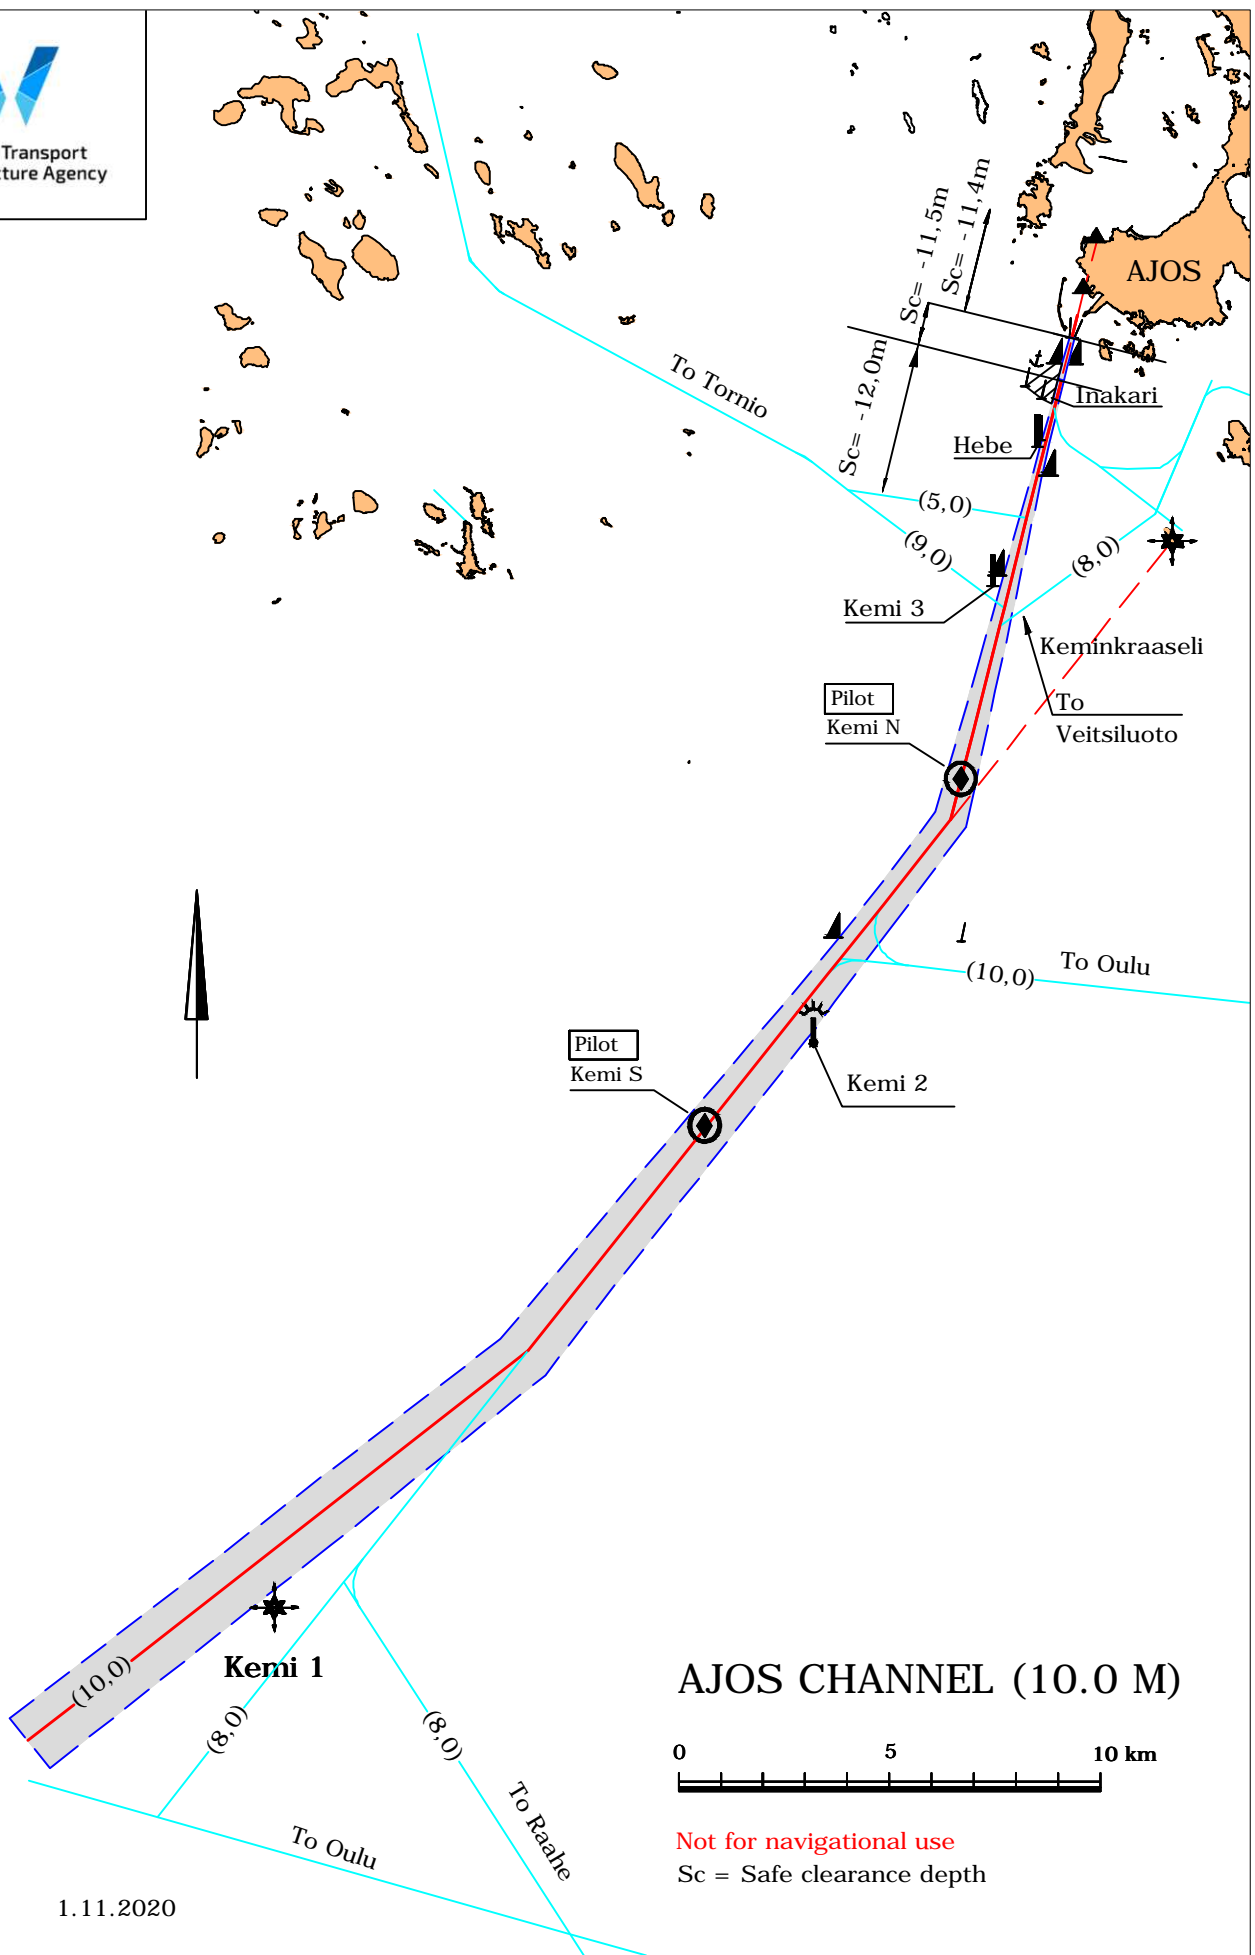 Transport
ture Agency
Sc= -11,5m
Sc= -11,4m
AJOS
To Tornio
Sc= -12,0m
Inakari
Hebe
(5,0)
(9,0)
(8,0)
Kemi 3
Keminkraaseli
Pilot
Kemi N
To
Veitsiluoto
To Oulu
(10,0)
Pilot
Kemi S
Kemi 2
Kemi 1
(10,0)
(8,0)
(8,0)
AJOS CHANNEL (10.0 M)
0 5 10 km
To Raahe
To Oulu
Not for navigational use
Sc = Safe clearance depth
1.11.2020